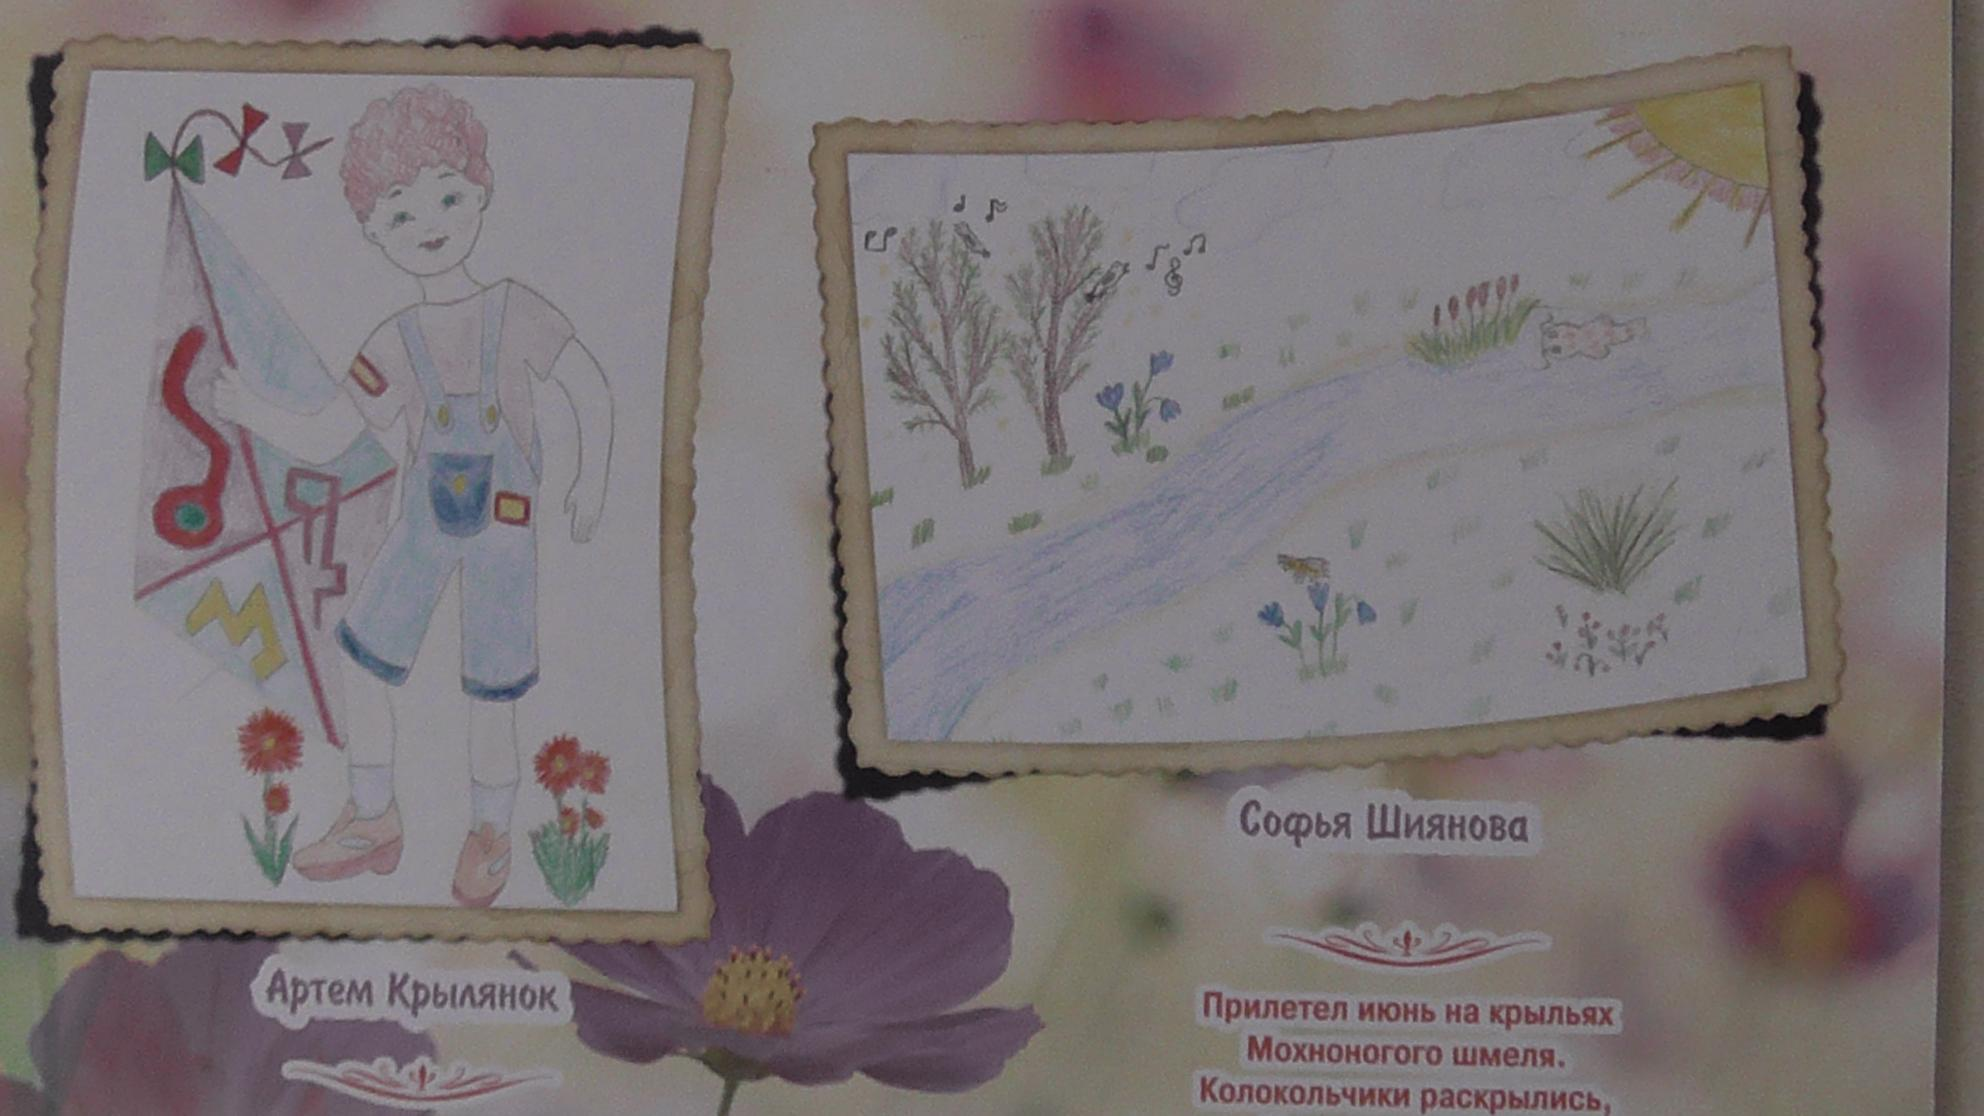 Артем Крылянок
Софья Шиянова
Прилетел июнь на крыльях
Мохноногого шмеля.
Колокольчики раскрылись,